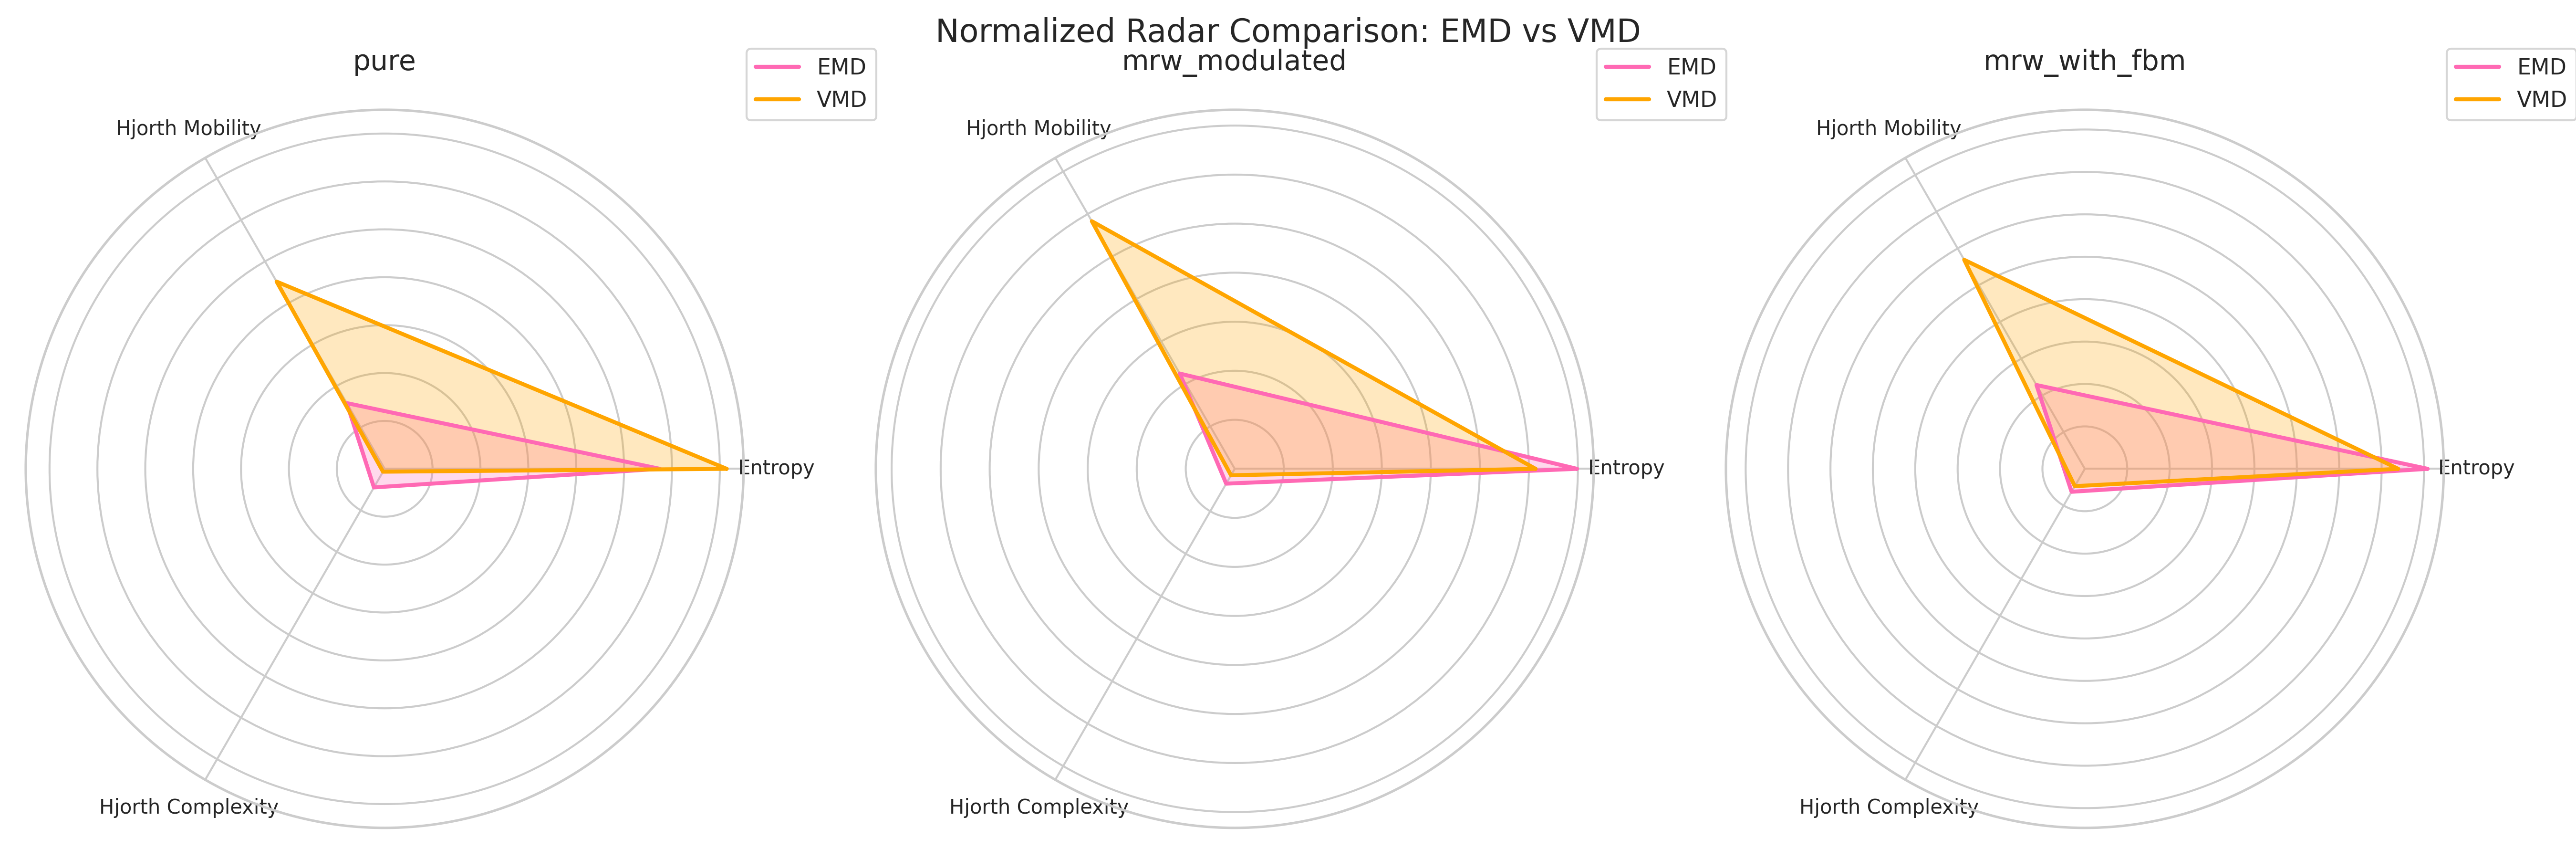 Normalized Radar Comparison: EMD vs VMD
pure
EMD
VMD
Hjorth Mobility
Entropy
Hjorth Complexity
mrw_modulated
EMD
VMD
Hjorth Mobility
Entropy
Hjorth Complexity
mrw_with_fbm
EMD
VMD
Hjorth Mobility
Entropy
Hjorth Complexity